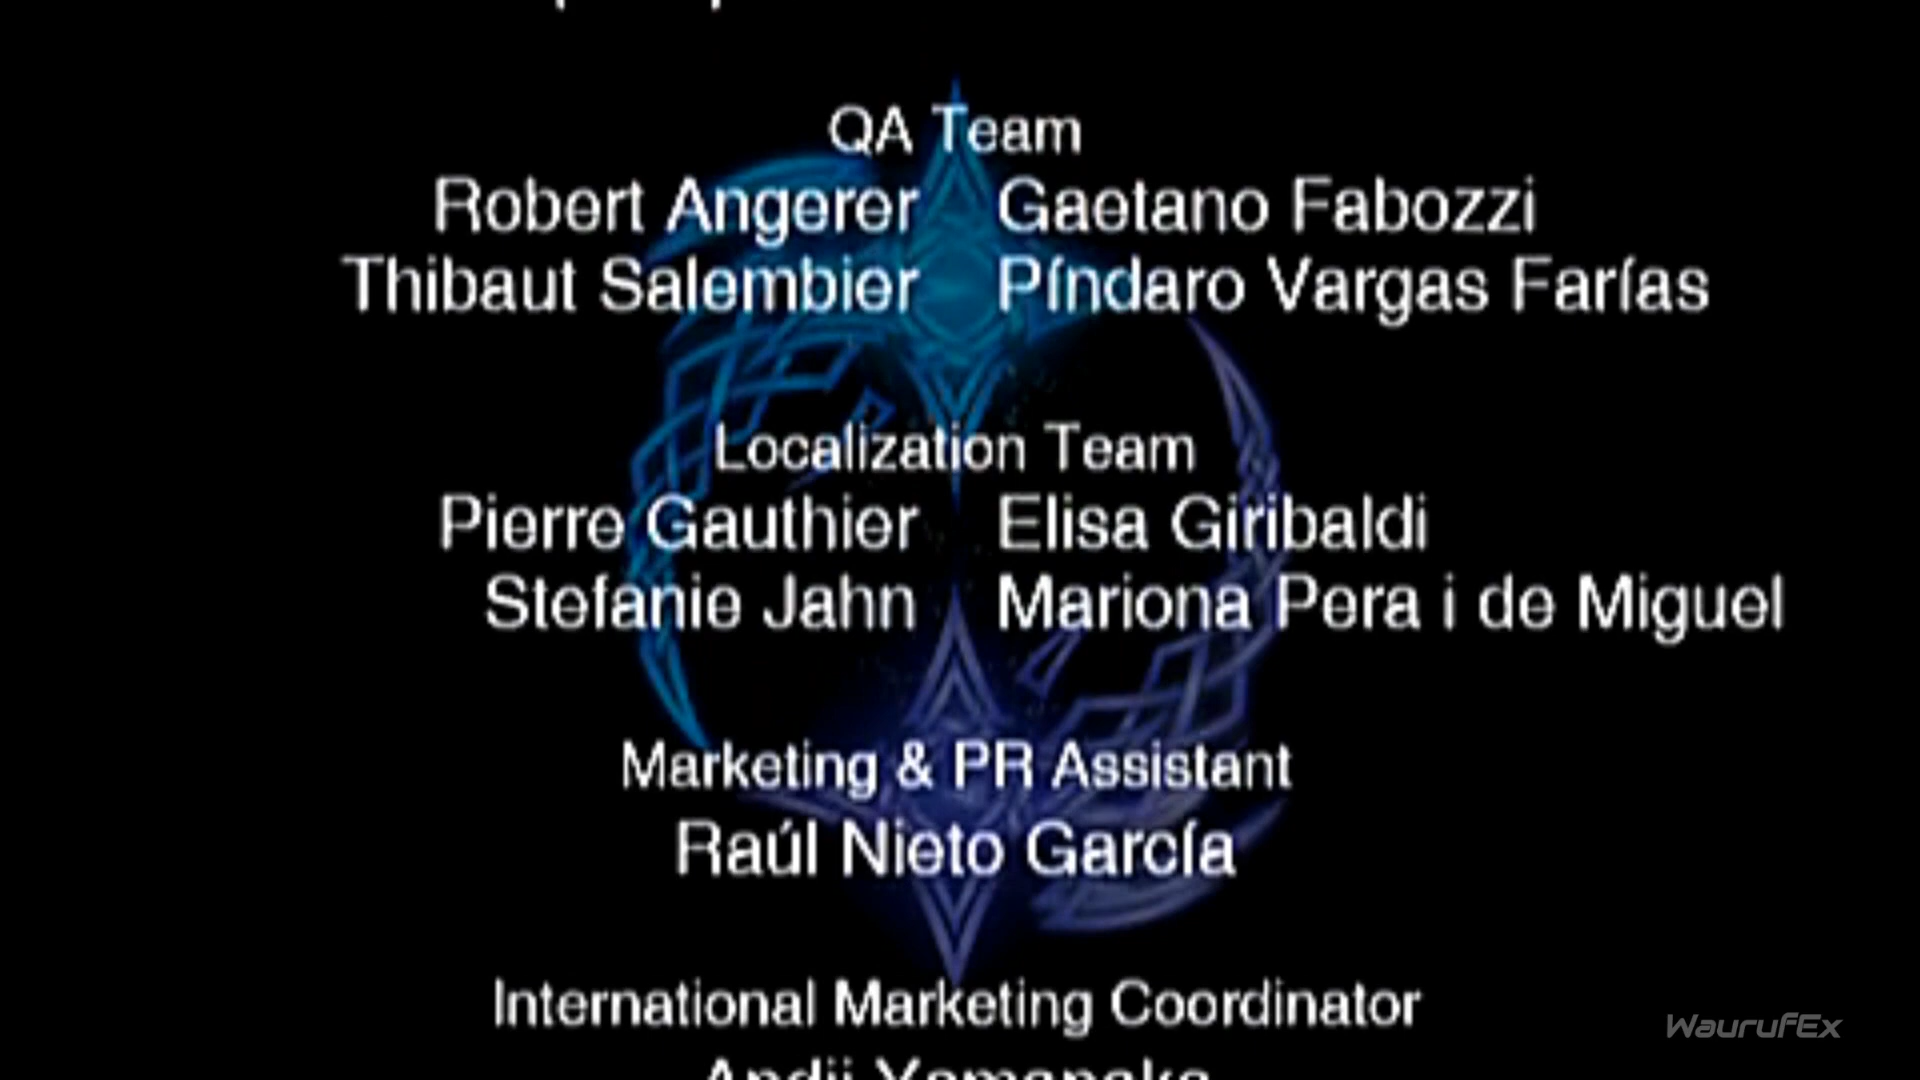 QA Team
Robert Angerer Gaetano Fabozzi
Thibaut Salembier Píndaro Vargas Farías
Localization Team
Pierre Gauthier Elisa Giribaldi
Stefanie Jahn Mariona Pera i de Miguel
Marketing & PR Assistant
Raúl Nieto García
International Marketing Coordinator
WaurufEx